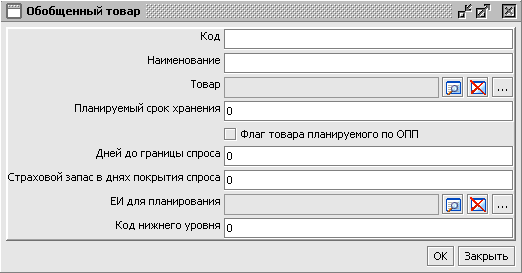 Обобщенный товар
Код
Наименование
Товар ...
Планируемый срок хранения 0
Флаг товара планируемого по ОПП
Дней до границы спроса 0
Страховой запас в днях покрытия спроса 0
ЕИ для планирования ...
Код нижнего уровня 0
OK Закрыть